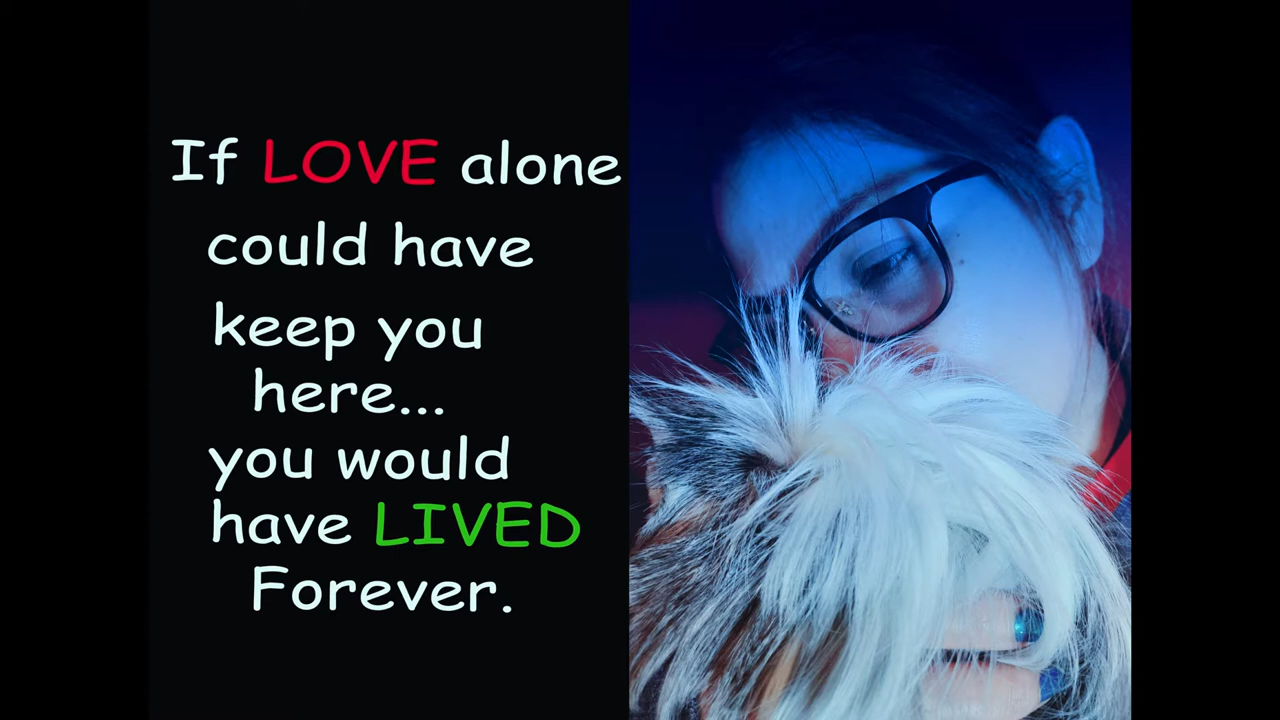 If LOVE alone
could have
keep you
here...
you would
have LIVED
Forever.